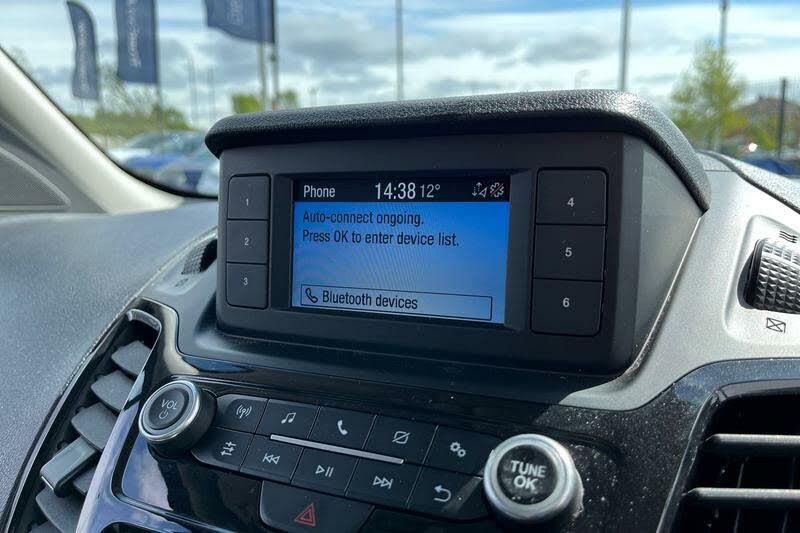 Phone 14:38 12°
Auto-connect ongoing.
Press OK to enter device list.
Bluetooth devices
1
2
3
4
5
6
VOL
TUNE
OK